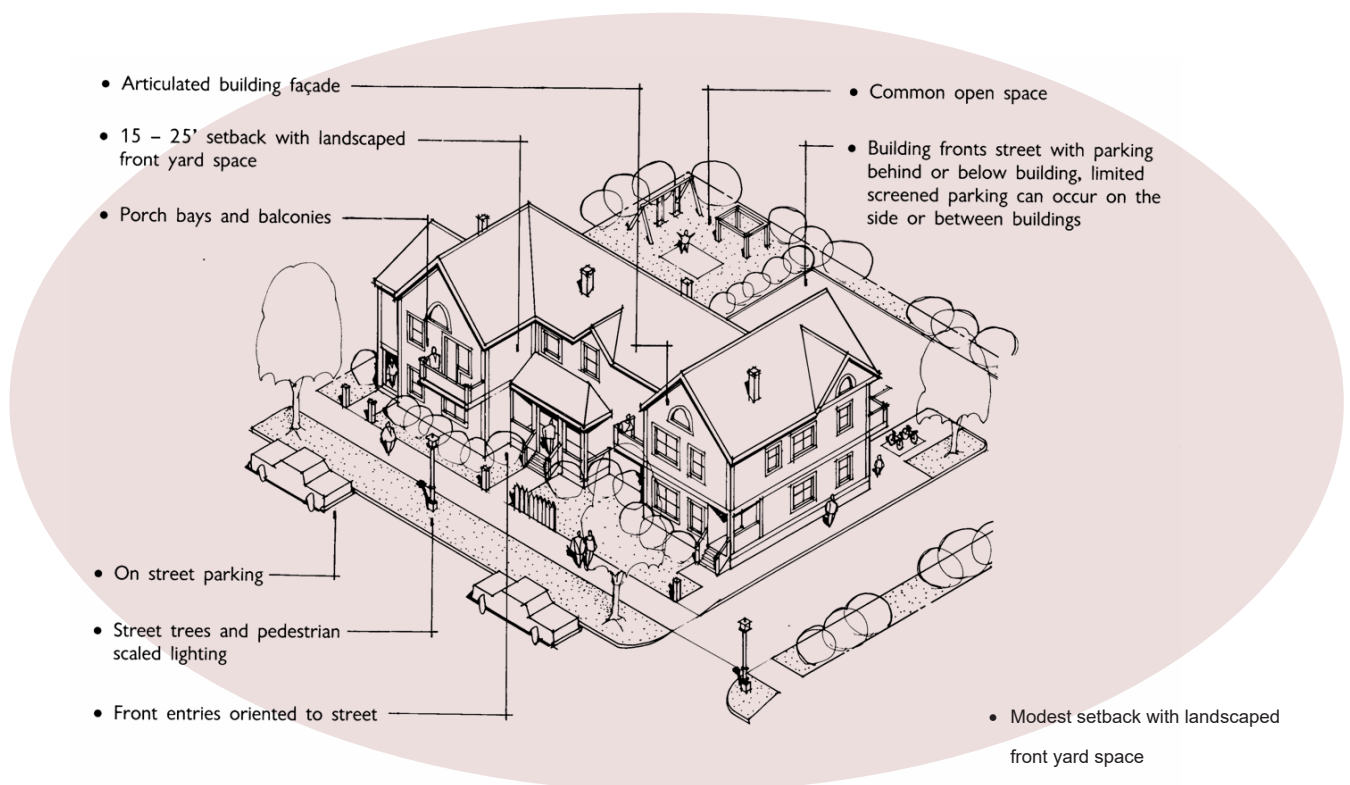 • Articulated building façade
• 15 – 25' setback with landscaped
front yard space
• Porch bays and balconies
• Common open space
• Building fronts street with parking
behind or below building, limited
screened parking can occur on the
side or between buildings
• On street parking
• Street trees and pedestrian
scaled lighting
• Front entries oriented to street
• Modest setback with landscaped
front yard space